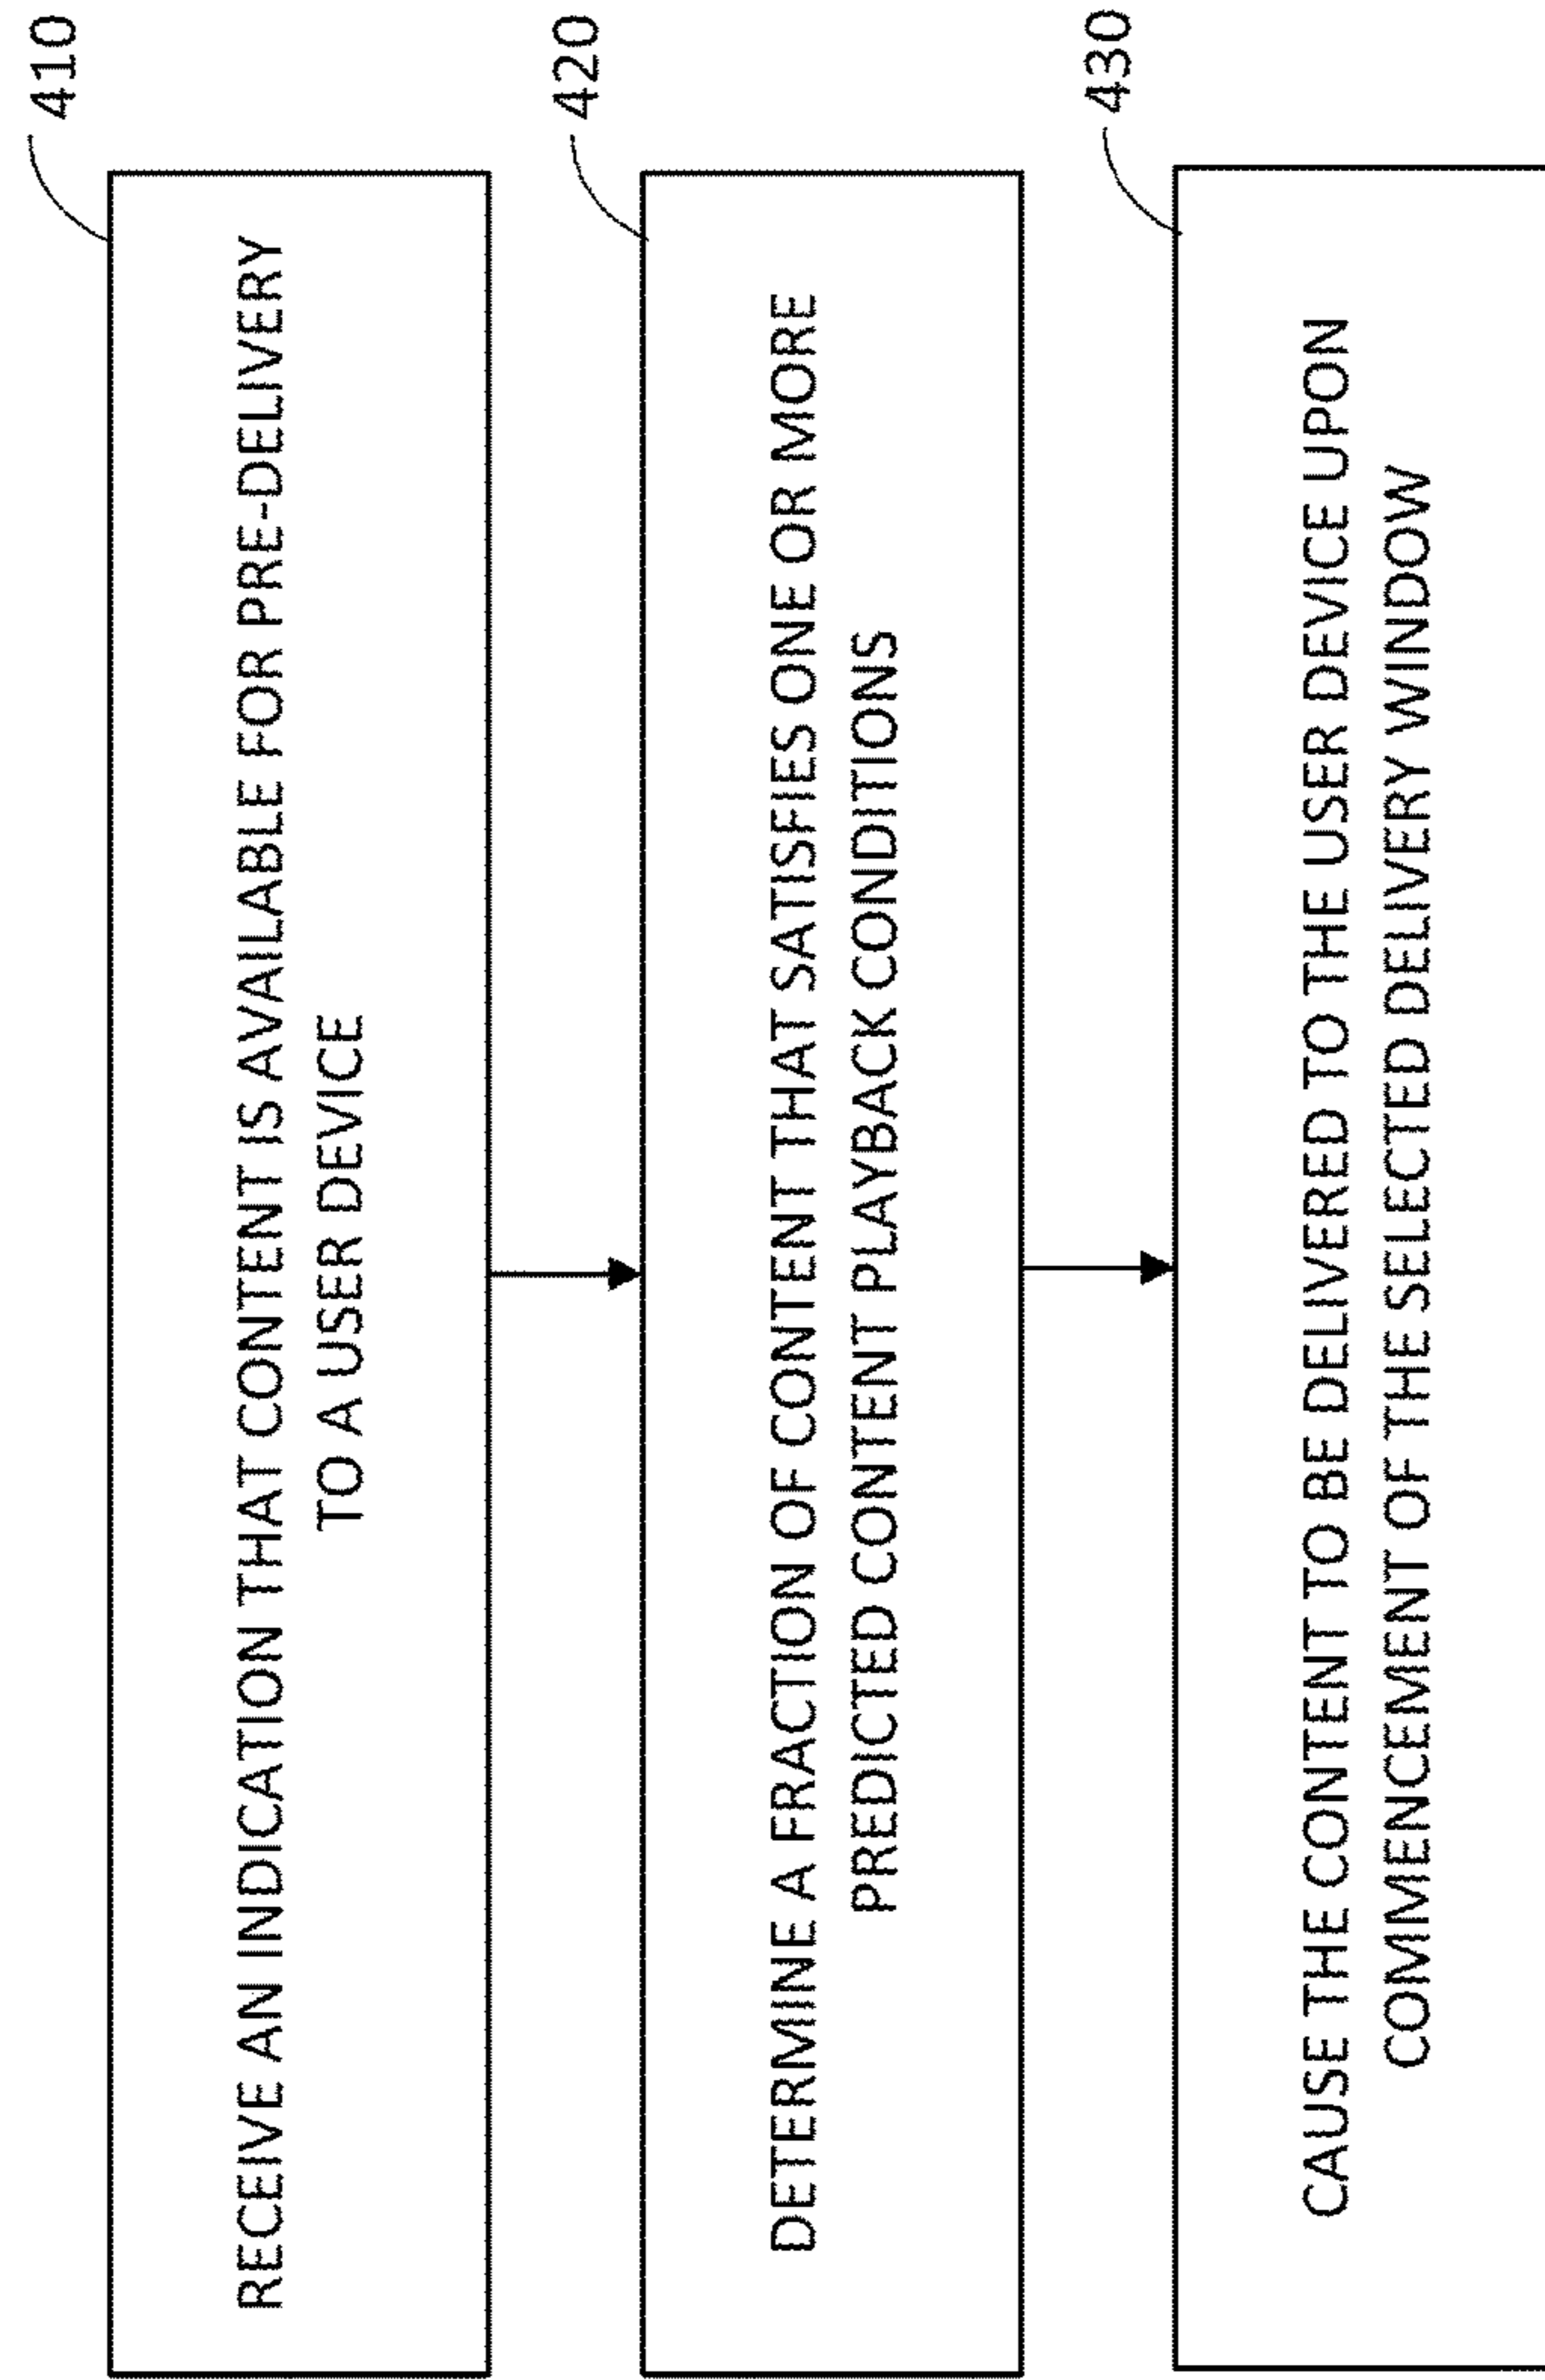 410
RECEIVE AN INDICATION THAT CONTENT IS AVAILABLE FOR PRE-DELIVERY
TO A USER DEVICE
420
DETERMINE A FRACTION OF CONTENT THAT SATISFIES ONE OR MORE
PREDICTED CONTENT PLAYBACK CONDITIONS
430
CAUSE THE CONTENT TO BE DELIVERED TO THE USER DEVICE UPON
COMMENCEMENT OF THE SELECTED DELIVERY WINDOW